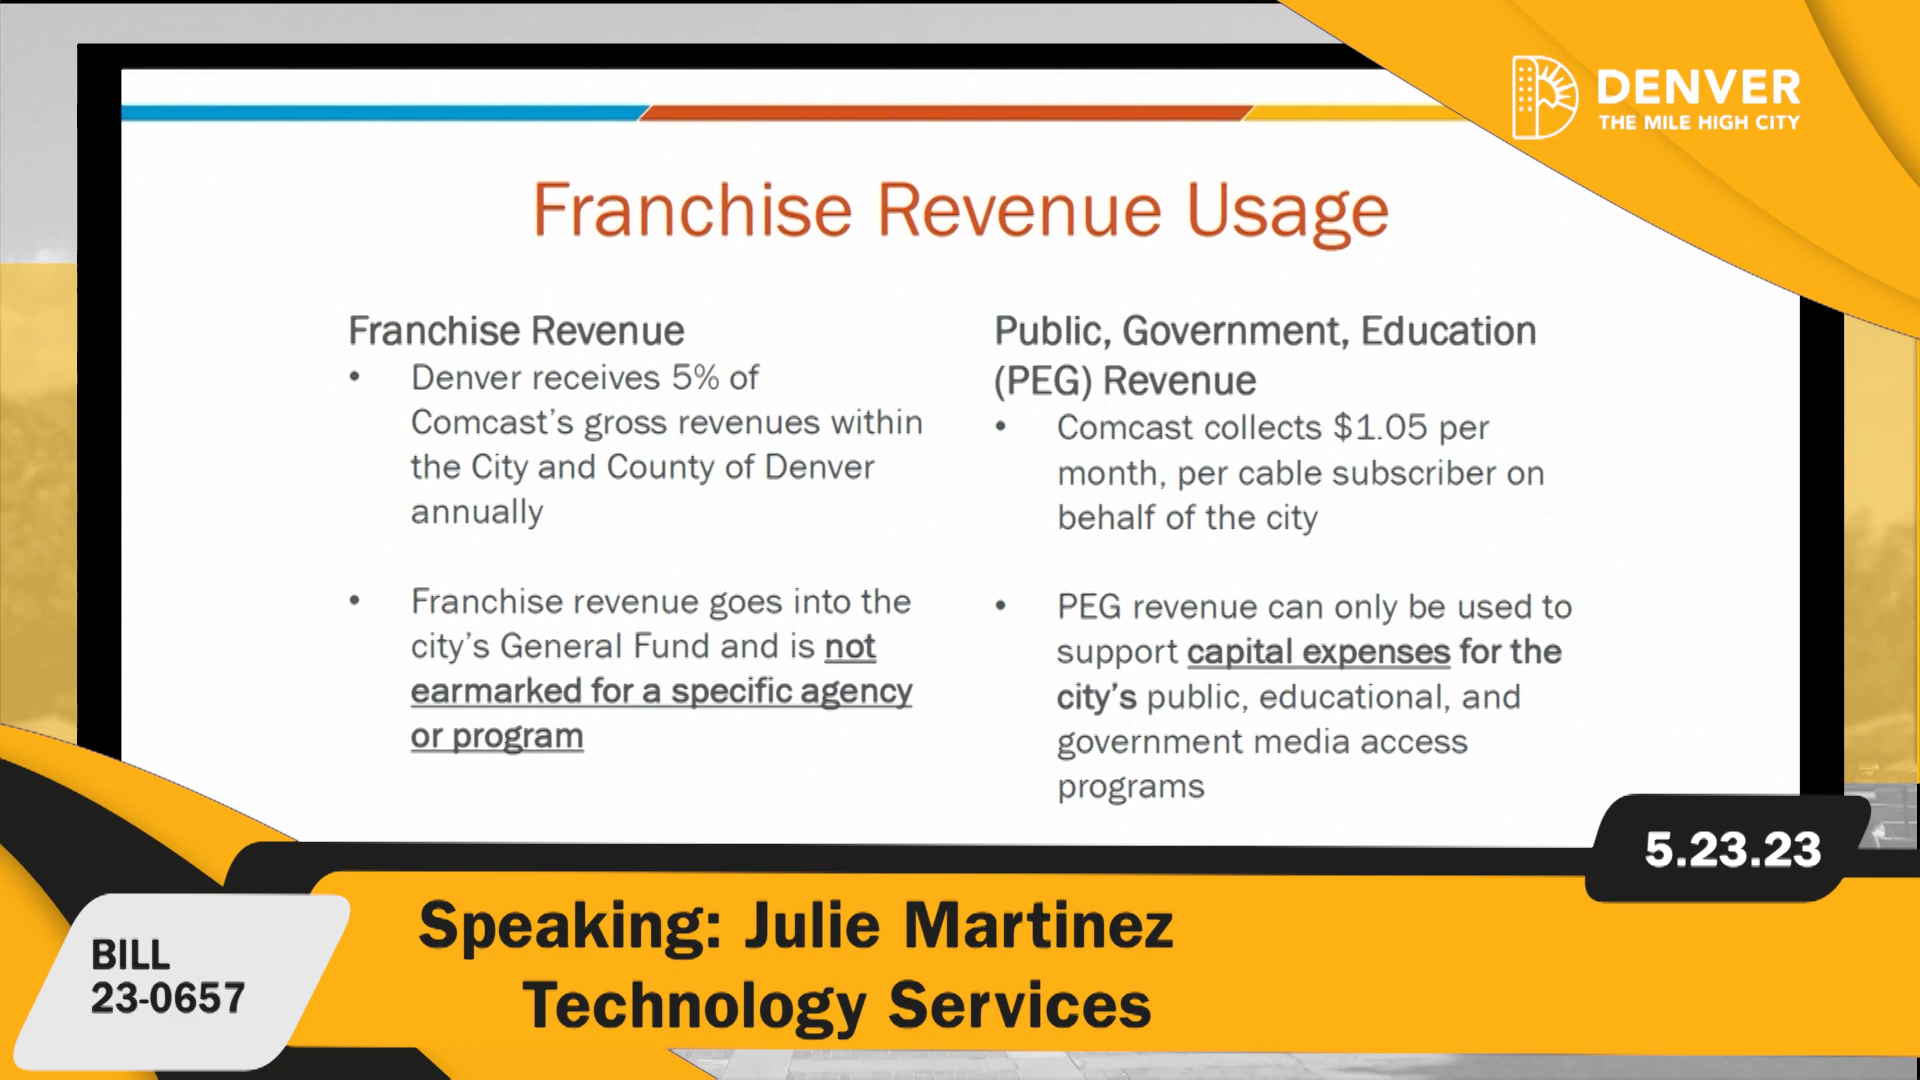 DENVER
THE MILE HIGH CITY
Franchise Revenue Usage
Franchise Revenue
• Denver receives 5% of
Comcast's gross revenues within
the City and County of Denver
annually
• Franchise revenue goes into the
city's General Fund and is not
earmarked for a specific agency
or program
Public, Government, Education
(PEG) Revenue
• Comcast collects $1.05 per
month, per cable subscriber on
behalf of the city
• PEG revenue can only be used to
support capital expenses for the
city's public, educational, and
government media access
programs
5.23.23
Speaking: Julie Martinez
Technology Services
BILL
23-0657